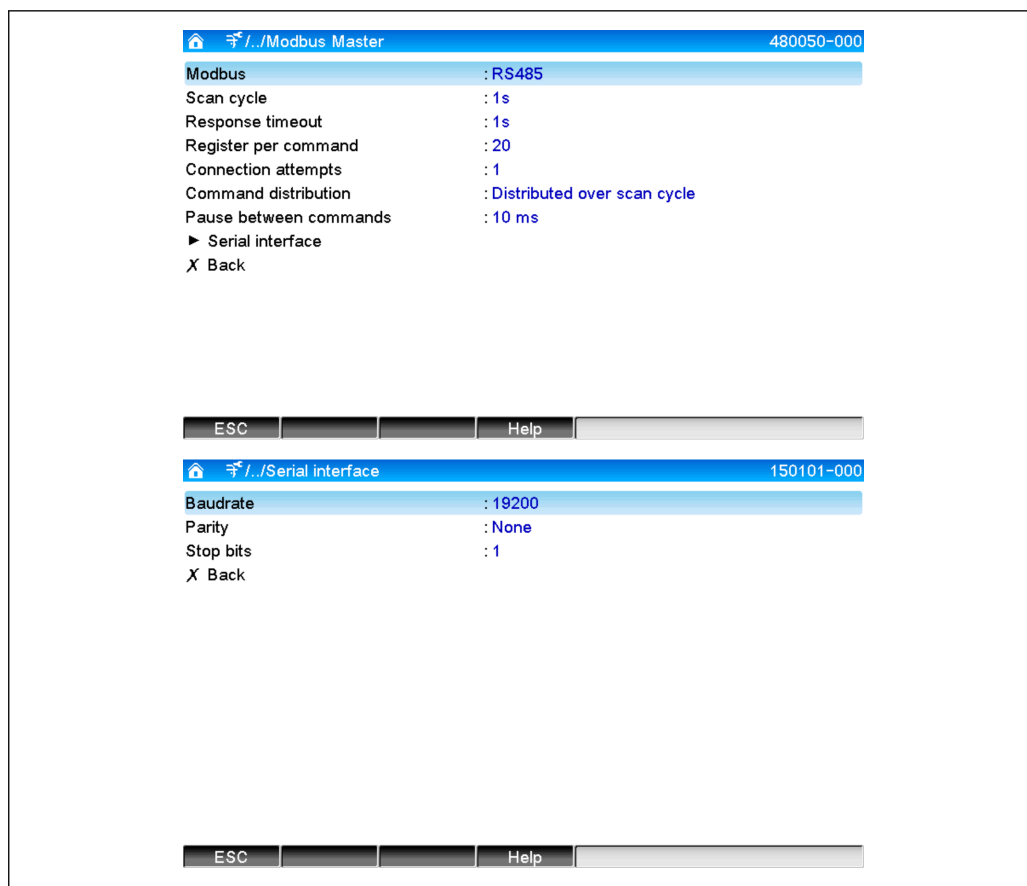 /../Modbus Master 480050-000
Modbus : RS485
Scan cycle : 1s
Response timeout : 1s
Register per command : 20
Connection attempts : 1
Command distribution : Distributed over scan cycle
Pause between commands : 10 ms
► Serial interface
X Back
ESC Help
/../Serial interface 150101-000
Baudrate : 19200
Parity : None
Stop bits : 1
X Back
ESC Help